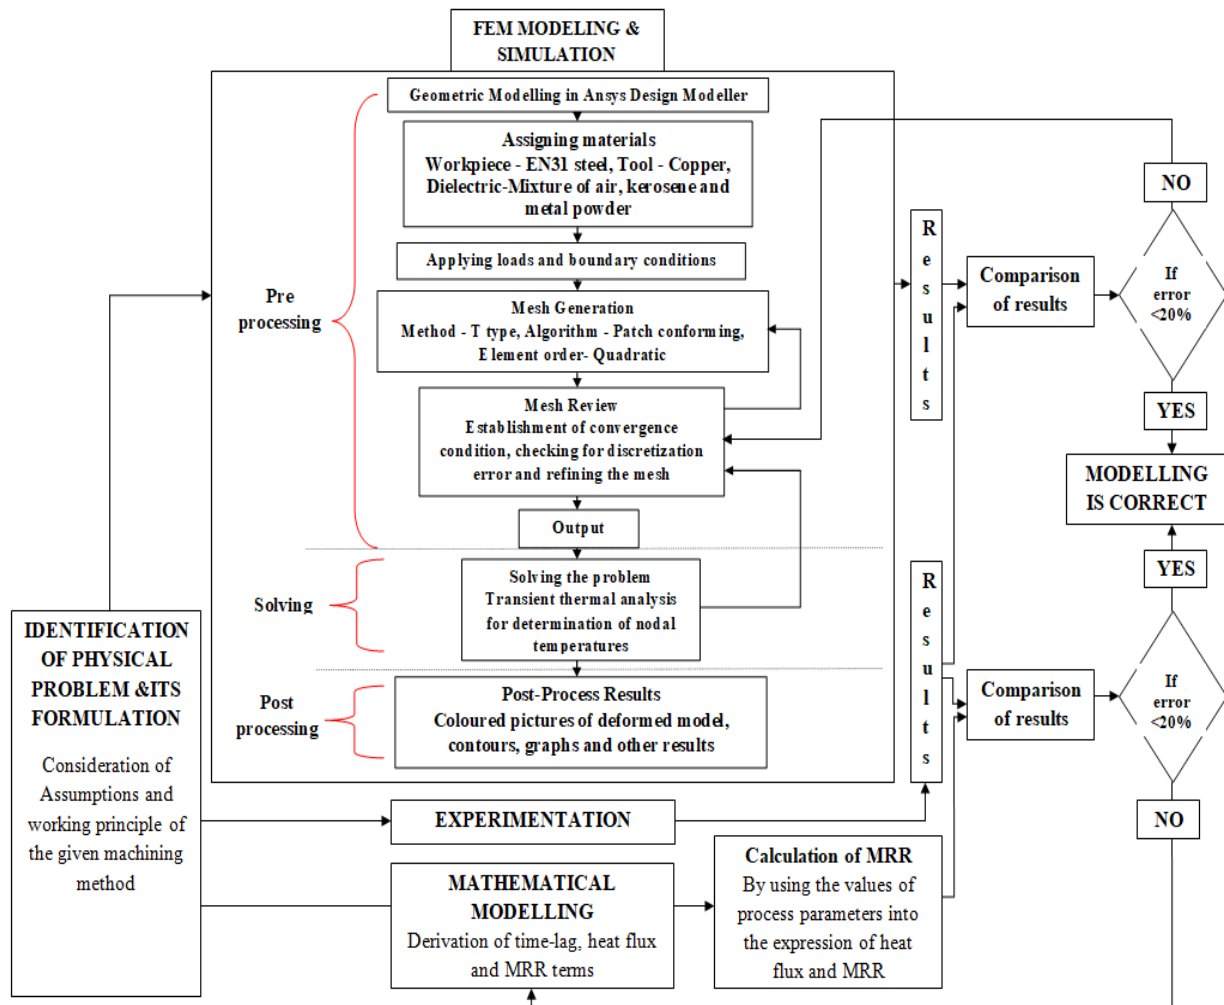 FEM MODELING &
SIMULATION
Geometric Modelling in Ansys Design Modeller
Assigning materials
Workpiece - EN31 steel, Tool - Copper,
Dielectric-Mixture of air, kerosene and
metal powder
Applying loads and boundary conditions
Pre
processing
Mesh Generation
Method - T type, Algorithm - Patch conforming,
Element order- Quadratic
Mesh Review
Establishment of convergence
condition, checking for discretization
error and refining the mesh
Output
Solving
Solving the problem
Transient thermal analysis
for determination of nodal
temperatures
Post
processing
Post-Process Results
Coloured pictures of deformed model,
contours, graphs and other results
IDENTIFICATION
OF PHYSICAL
PROBLEM &ITS
FORMULATION
Consideration of
Assumptions and
working principle of
the given machining
method
EXPERIMENTATION
MATHEMATICAL
MODELLING
Derivation of time-lag, heat flux
and MRR terms
Calculation of MRR
By using the values of
process parameters into
the expression of heat
flux and MRR
R
e
s
u
l
t
s
Comparison
of results
NO
If
error
<20%
YES
MODELLING
IS CORRECT
YES
R
e
s
u
l
t
s
Comparison
of results
If
error
<20%
NO